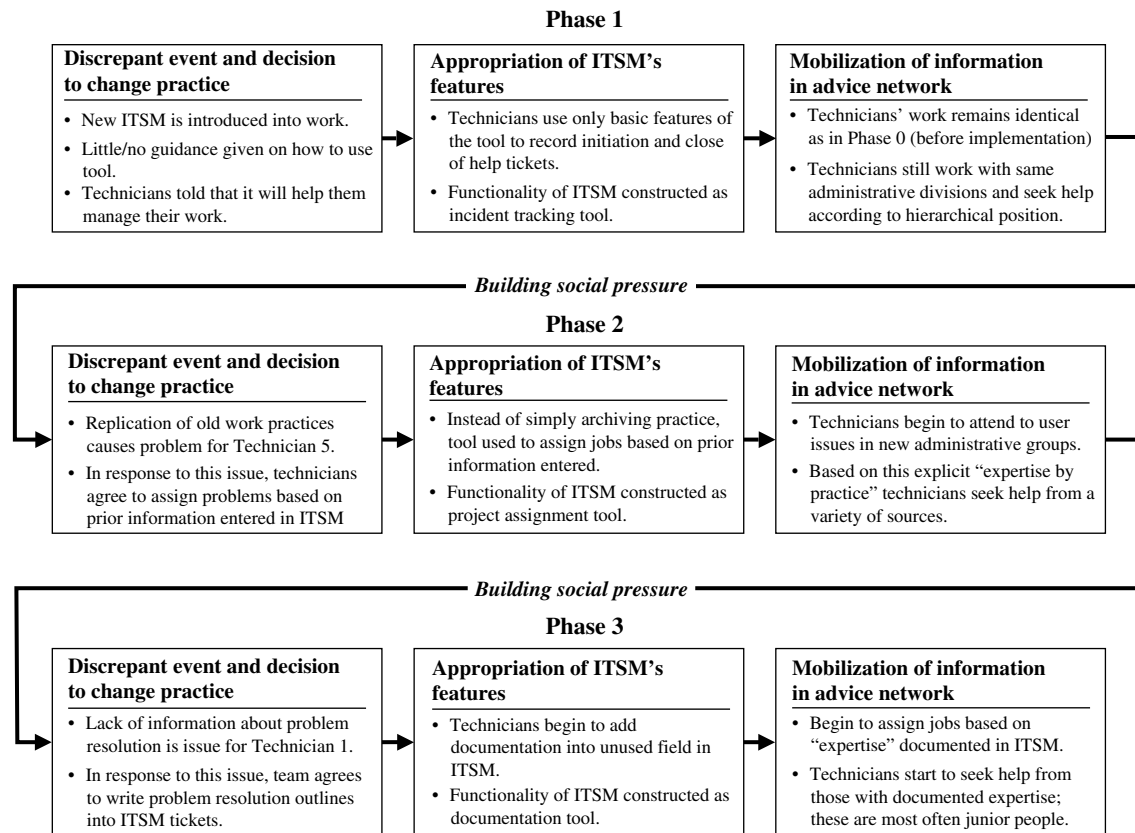 Phase 1
Discrepant event and decision
to change practice
• New ITSM is introduced into work.
• Little/no guidance given on how to use
tool.
• Technicians told that it will help them
manage their work.
Appropriation of ITSM's
features
• Technicians use only basic features of
the tool to record initiation and close
of help tickets.
• Functionality of ITSM constructed as
incident tracking tool.
Mobilization of information
in advice network
• Technicians' work remains identical
as in Phase 0 (before implementation)
• Technicians still work with same
administrative divisions and seek help
according to hierarchical position.
Building social pressure
Phase 2
Discrepant event and decision
to change practice
• Replication of old work practices
causes problem for Technician 5.
• In response to this issue, technicians
agree to assign problems based on
prior information entered in ITSM
Appropriation of ITSM's
features
• Instead of simply archiving practice,
tool used to assign jobs based on prior
information entered.
• Functionality of ITSM constructed as
project assignment tool.
Mobilization of information
in advice network
• Technicians begin to attend to user
issues in new administrative groups.
• Based on this explicit “expertise by
practice” technicians seek help from a
variety of sources.
Building social pressure
Phase 3
Discrepant event and decision
to change practice
• Lack of information about problem
resolution is issue for Technician 1.
• In response to this issue, team agrees
to write problem resolution outlines
into ITSM tickets.
Appropriation of ITSM's
features
• Technicians begin to add
documentation into unused field in
ITSM.
• Functionality of ITSM constructed as
documentation tool.
Mobilization of information
in advice network
• Begin to assign jobs based on
“expertise” documented in ITSM.
• Technicians start to seek help from
those with documented expertise;
these are most often junior people.